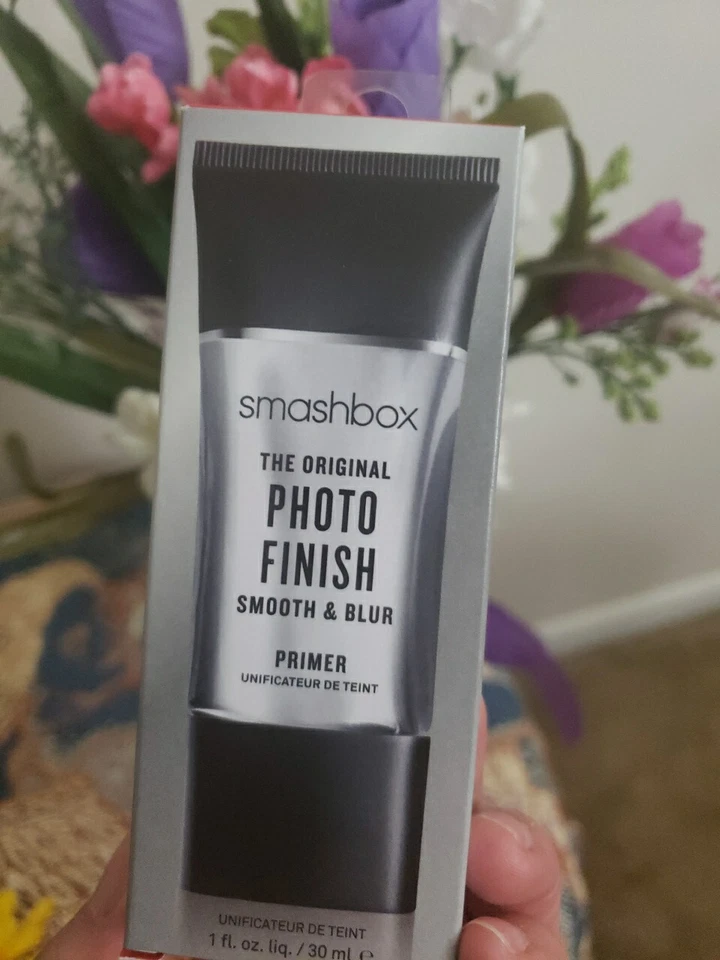 smashbox
THE ORIGINAL
PHOTO
FINISH
SMOOTH & BLUR
PRIMER
UNIFICATEUR DE TEINT
UNIFICATEUR DE TEINT
1 fl. oz. liq. / 30 ml ℮